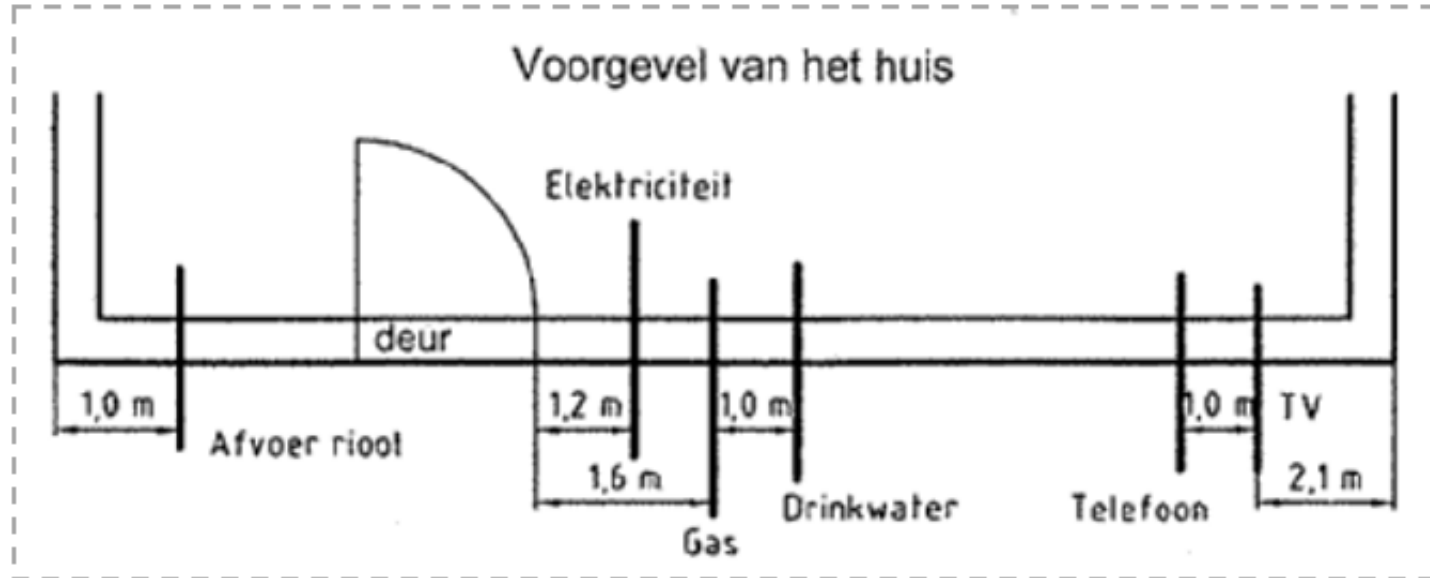 Voorgevel van het huis
Elektriciteit
deur
1,0 m
1,2 m
1,0 m
1,0 m
TV
Afvoer riool
1,6 m
2,1 m
Drinkwater
Telefoon
Gas